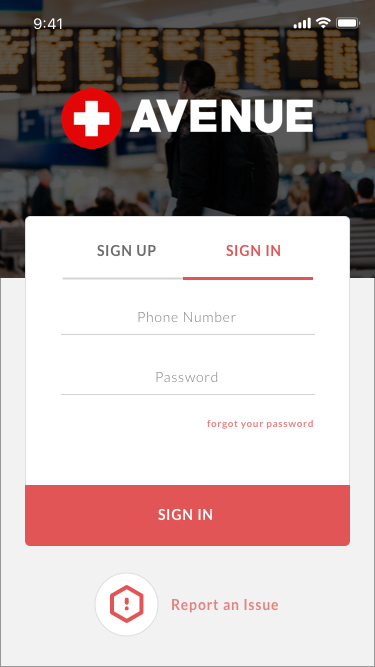 9:41
AVENUE
SIGN UP
SIGN IN
Phone Number
Password
forgot your password
SIGN IN
Report an Issue